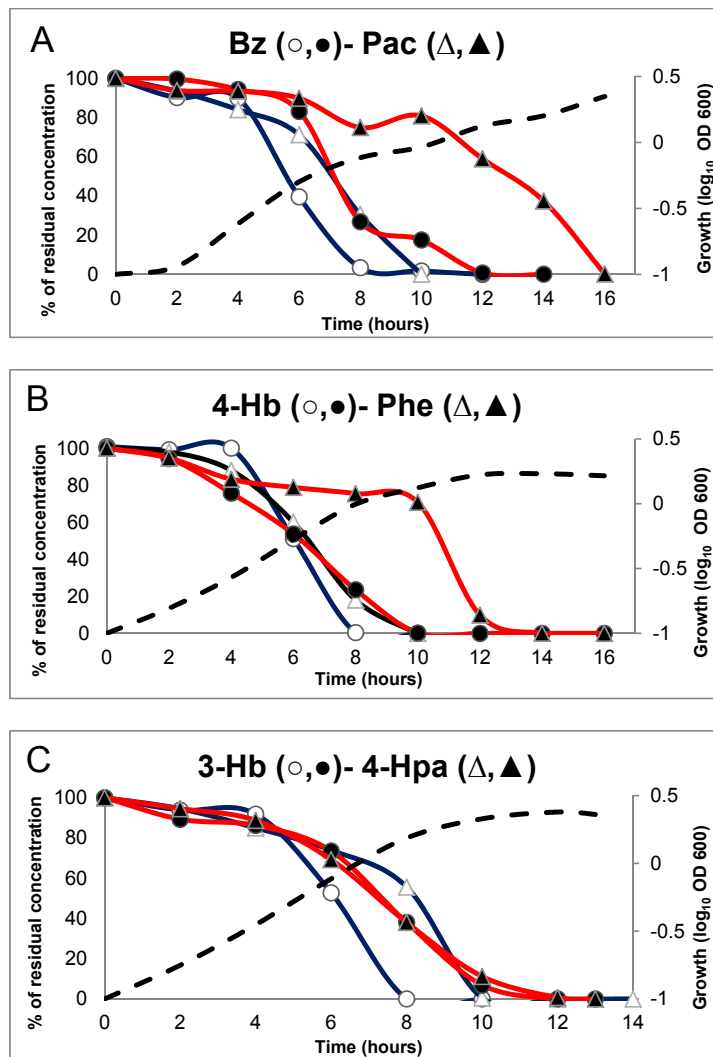 A
Bz (○,●)- Pac (Δ,▲)
% of residual concentration
100
80
60
40
20
0
0 2 4 6 8 10 12 14 16
Time (hours)
0.5
0
-0.5
-1
Growth (log10 OD 600)
B
4-Hb (○,●)- Phe (Δ,▲)
% of residual concentration
100
80
60
40
20
0
0 2 4 6 8 10 12 14 16
Time (hours)
0.5
0
-0.5
-1
Growth (log10 OD 600)
C
3-Hb (○,●)- 4-Hpa (Δ,▲)
% of residual concentration
100
80
60
40
20
0
0 2 4 6 8 10 12 14
Time (hours)
0.5
0
-0.5
-1
Growth (log10 OD 600)